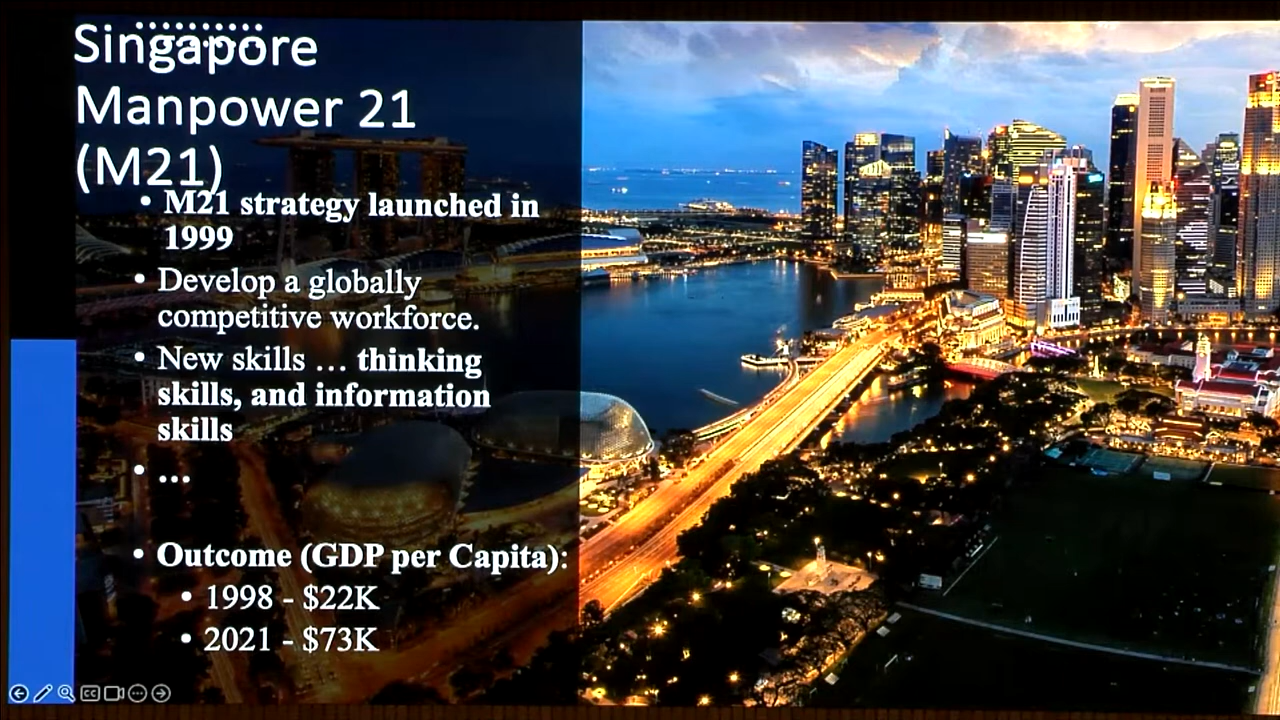 Singapore
Manpower 21
(M21)
• M21 strategy launched in
1999
• Develop a globally
competitive workforce.
• New skills … thinking
skills, and information
skills
• …
• Outcome (GDP per Capita):
• 1998 - $22K
• 2021 - $73K
CC